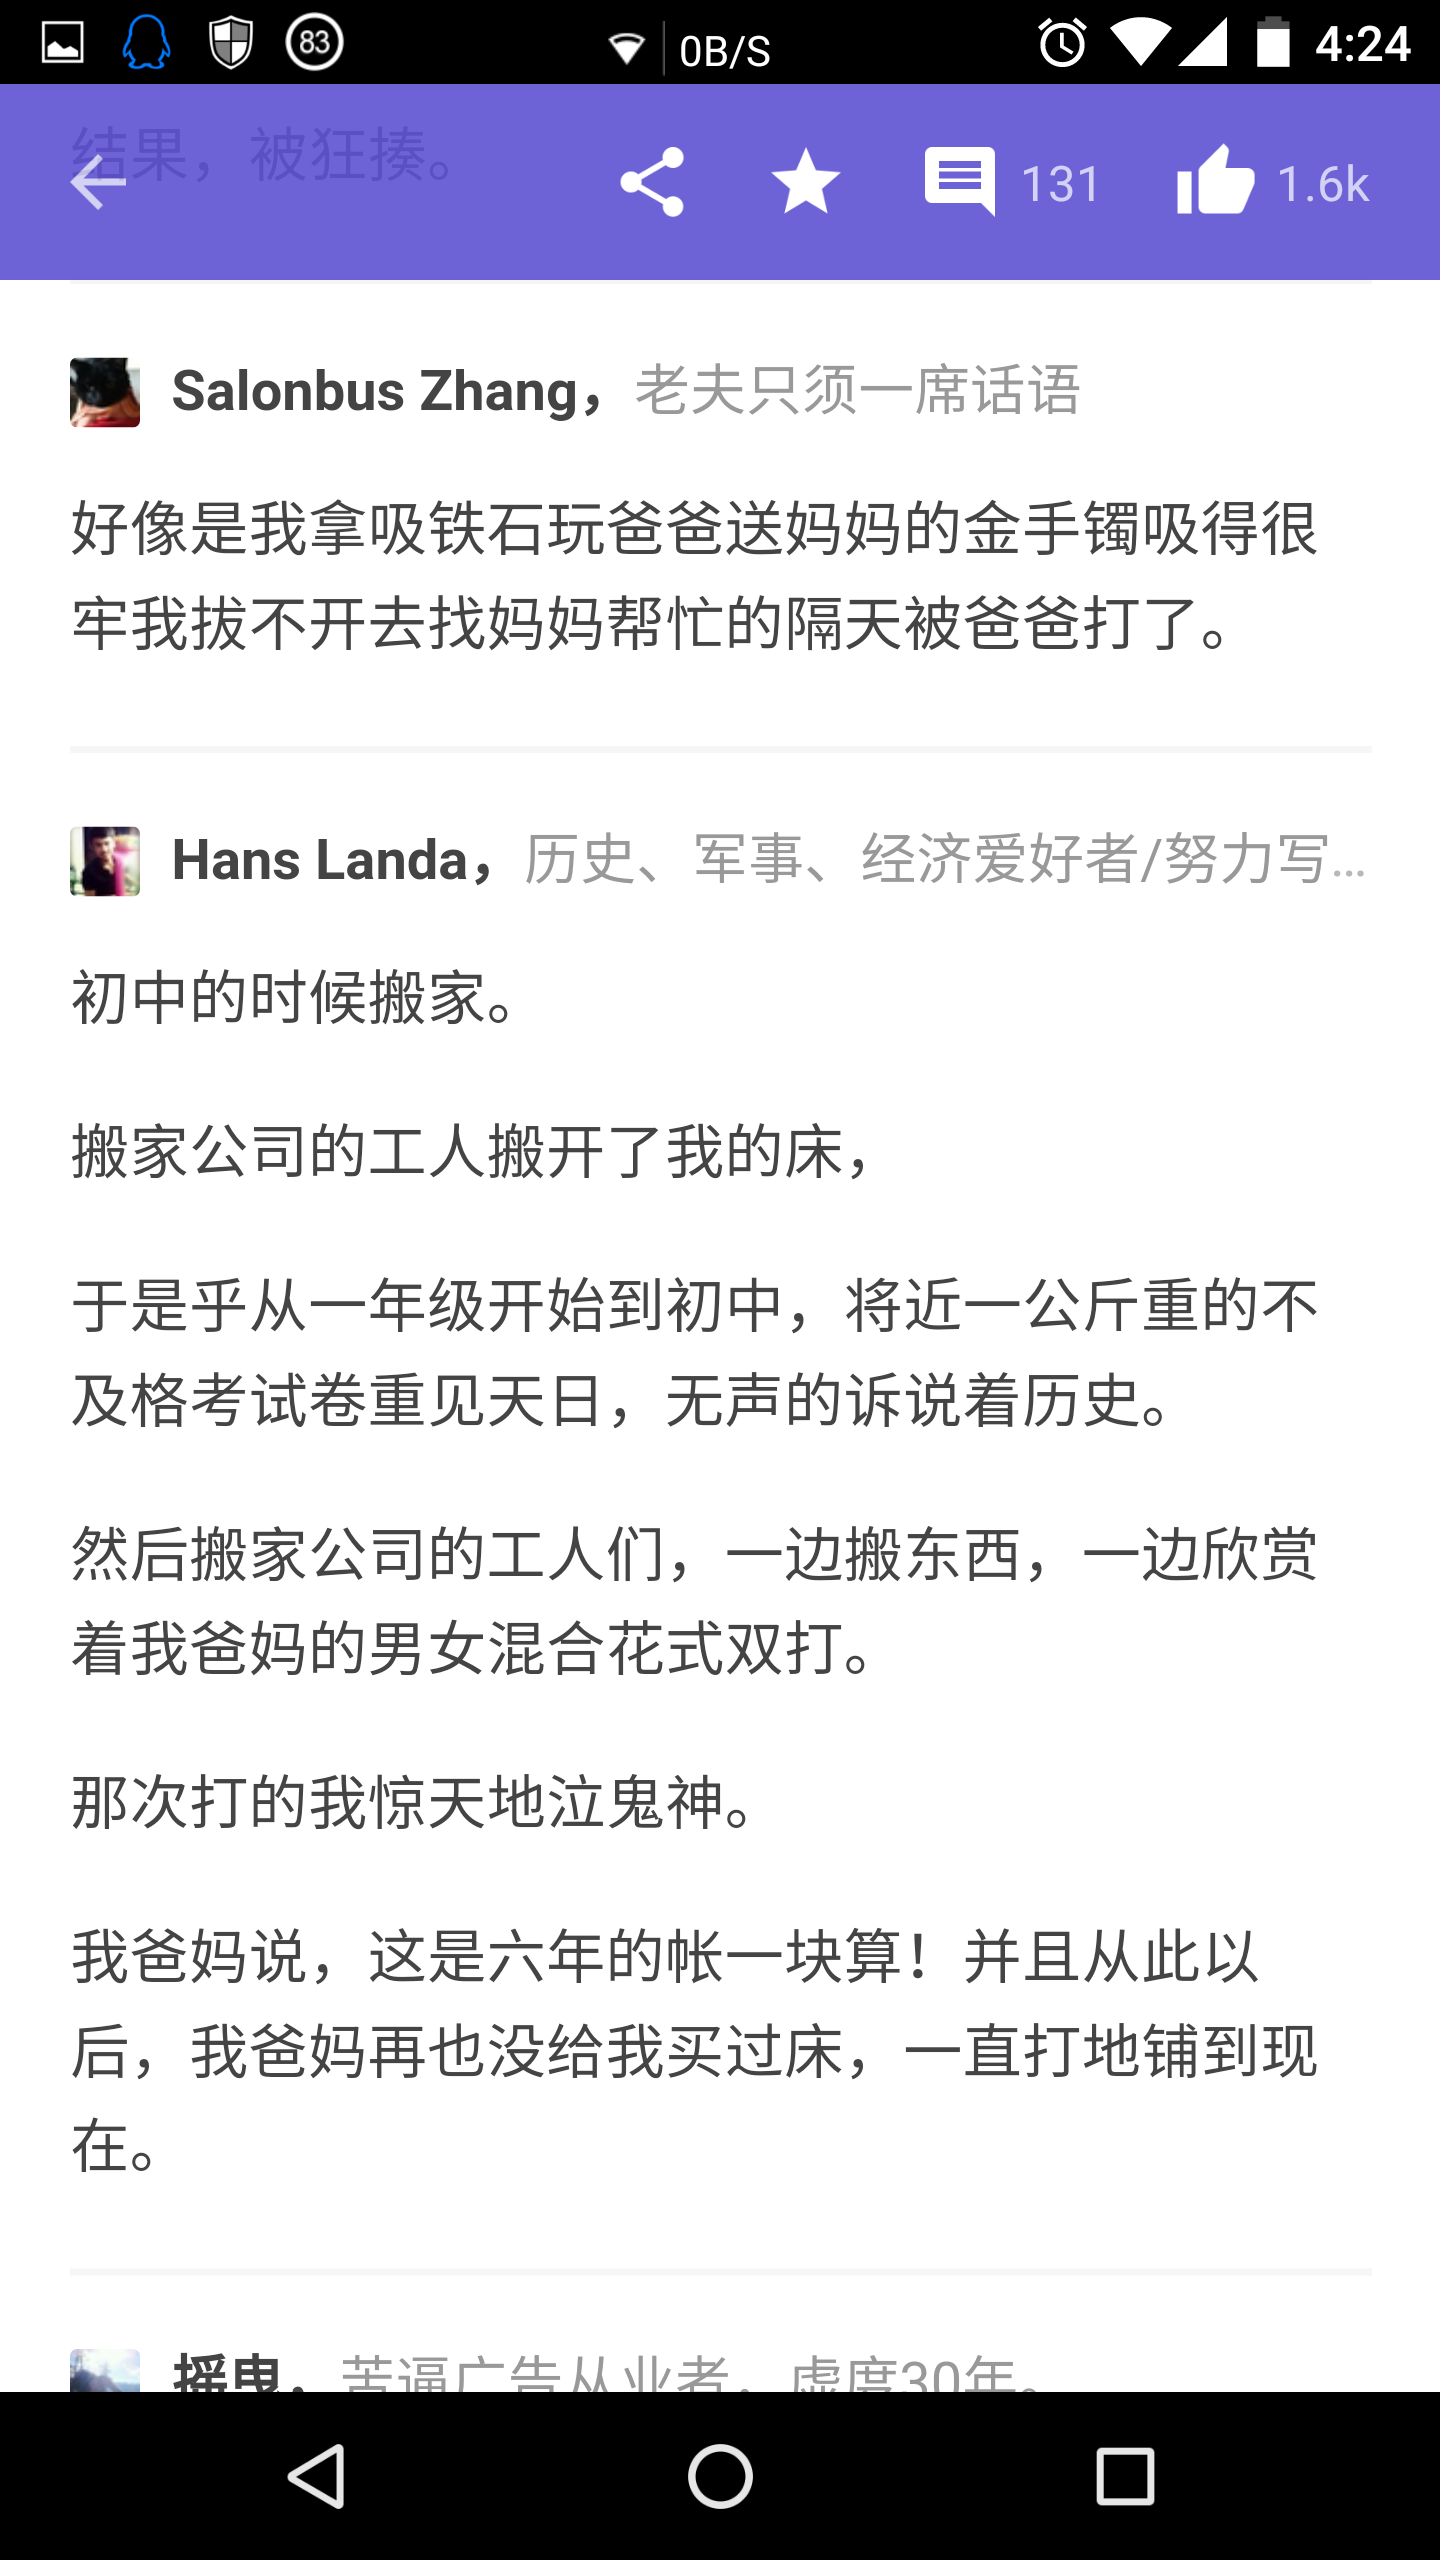 83
0B/S
4:24
结果，被狂揍。
131
1.6k
Salonbus Zhang，老夫只须一席话语
好像是我拿吸铁石玩爸爸送妈妈的金手镯吸得很
牢我拔不开去找妈妈帮忙的隔天被爸爸打了。
Hans Landa，历史、军事、经济爱好者/努力写...
初中的时候搬家。
搬家公司的工人搬开了我的床，
于是乎从一年级开始到初中，将近一公斤重的不
及格考试卷重见天日，无声的诉说着历史。
然后搬家公司的工人们，一边搬东西，一边欣赏
着我爸妈的男女混合花式双打。
那次打的我惊天地泣鬼神。
我爸妈说，这是六年的帐一块算！并且从此以
后，我爸妈再也没给我买过床，一直打地铺到现
在。
摇曳，苦逼广告从业者，虚度30年。